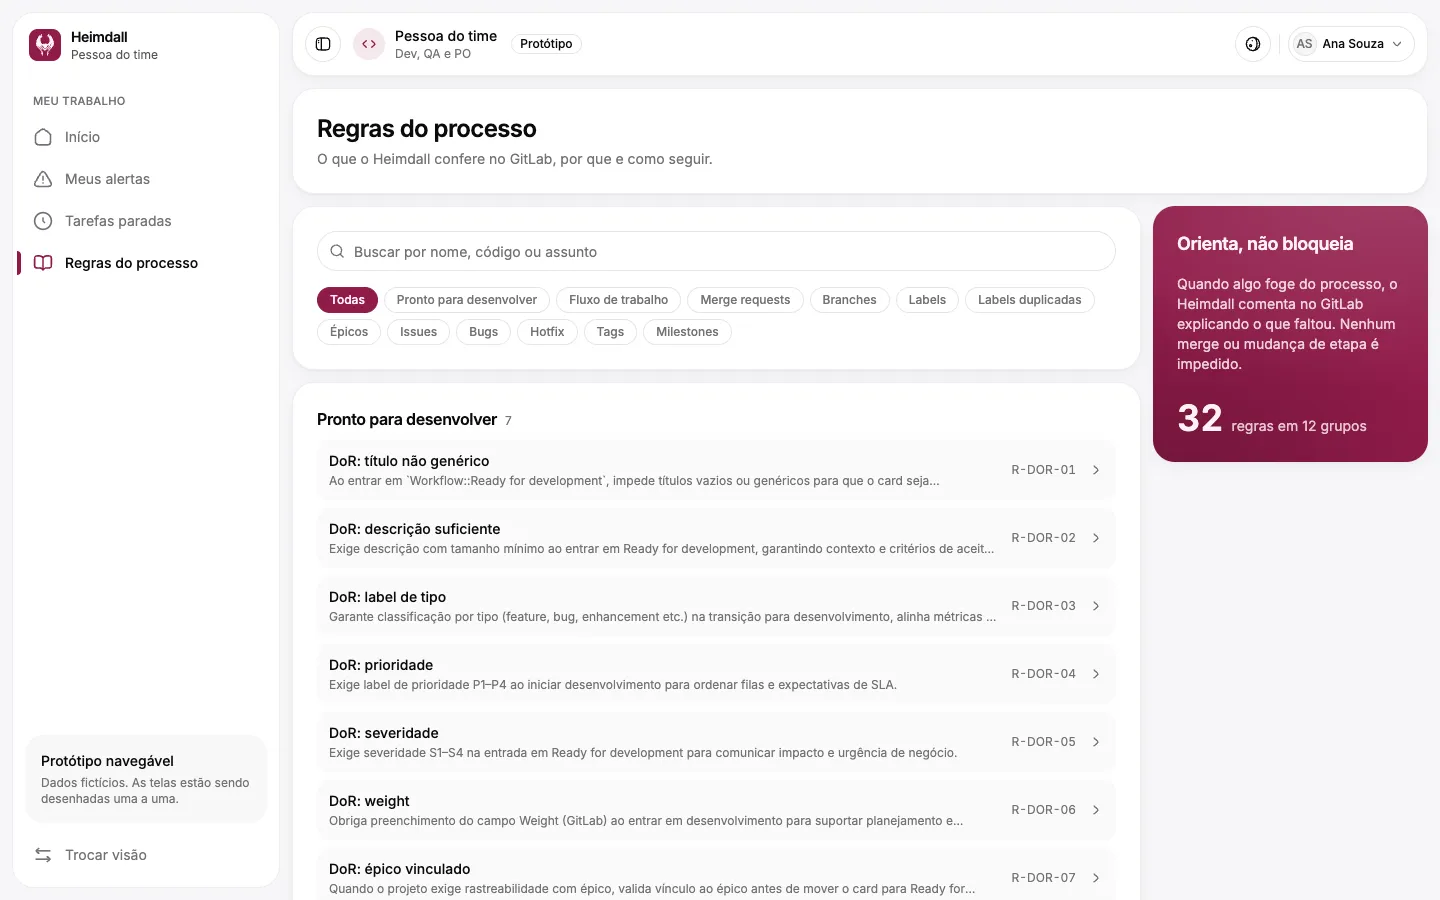 Heimdall
Pessoa do time
MEU TRABALHO
Início
Meus alertas
Tarefas paradas
Regras do processo
Protótipo navegável
Dados fictícios. As telas estão sendo
desenhadas uma a uma.
Trocar visão
Pessoa do time
Dev, QA e PO
Protótipo
AS Ana Souza
Regras do processo
O que o Heimdall confere no GitLab, por que e como seguir.
Buscar por nome, código ou assunto
Todas Pronto para desenvolver Fluxo de trabalho Merge requests Branches Labels Labels duplicadas
Épicos Issues Bugs Hotfix Tags Milestones
Pronto para desenvolver 7
DoR: título não genérico
Ao entrar em `Workflow::Ready for development`, impede títulos vazios ou genéricos para que o card seja…
R-DOR-01
DoR: descrição suficiente
Exige descrição com tamanho mínimo ao entrar em Ready for development, garantindo contexto e critérios de aceit…
R-DOR-02
DoR: label de tipo
Garante classificação por tipo (feature, bug, enhancement etc.) na transição para desenvolvimento, alinha métricas …
R-DOR-03
DoR: prioridade
Exige label de prioridade P1–P4 ao iniciar desenvolvimento para ordenar filas e expectativas de SLA.
R-DOR-04
DoR: severidade
Exige severidade S1–S4 na entrada em Ready for development para comunicar impacto e urgência de negócio.
R-DOR-05
DoR: weight
Obriga preenchimento do campo Weight (GitLab) ao entrar em desenvolvimento para suportar planejamento e…
R-DOR-06
DoR: épico vinculado
Quando o projeto exige rastreabilidade com épico, valida vínculo ao épico antes de mover o card para Ready for…
R-DOR-07
Orienta, não bloqueia
Quando algo foge do processo, o
Heimdall comenta no GitLab
explicando o que faltou. Nenhum
merge ou mudança de etapa é
impedido.
32 regras em 12 grupos